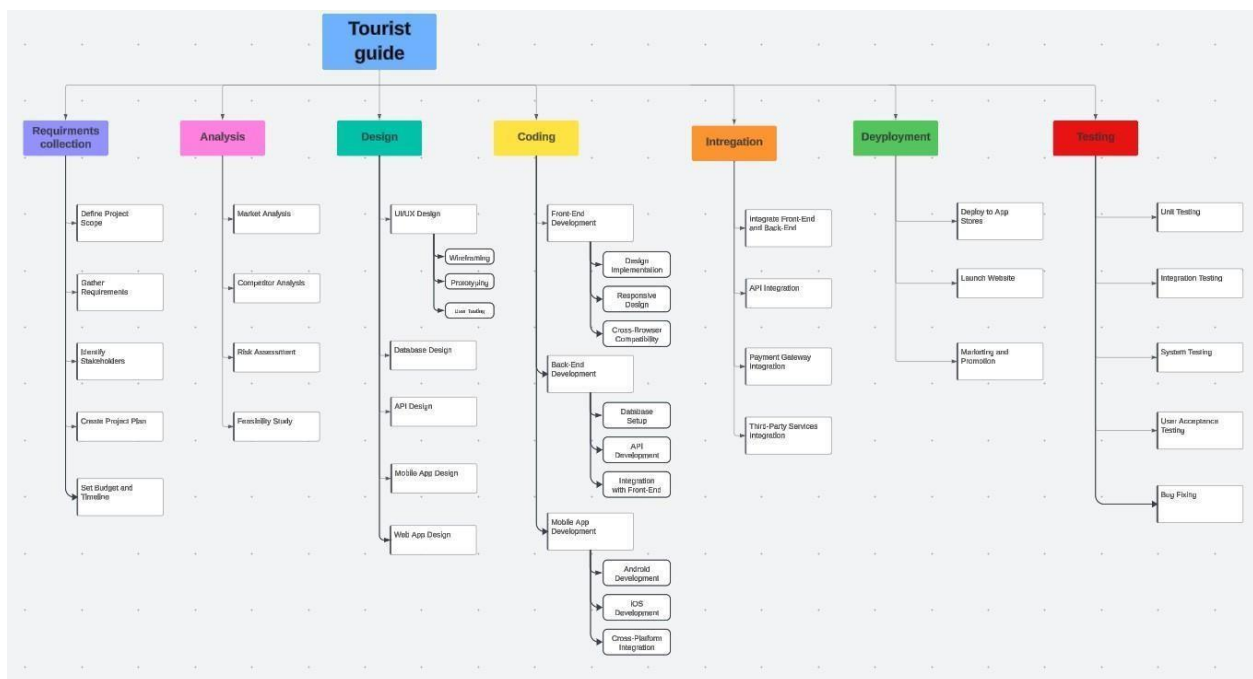 Tourist
guide
Requirments
collection
Analysis
Design
Coding
Intregation
Deyployment
Testing
Define Project
Scope
Gather
Requirements
Identify
Stakeholders
Create Project Plan
Set Budget and
Timeline
Market Analysis
Competitor Analysis
Risk Assessment
Feasibility Study
UI/UX Design
Wireframing
Prototyping
User Testing
Database Design
API Design
Mobile App Design
Web App Design
Front-End
Development
Design
Implementation
Responsive
Design
Cross-Browser
Compatibility
Back-End
Development
Database
Setup
API
Development
Integration
with Front-End
Mobile App
Development
Android
Development
iOS
Development
Cross-Platform
Integration
Integrate Front-End
and Back-End
API Integration
Payment Gateway
Integration
Third-Party Services
Integration
Deploy to App
Stores
Launch Website
Marketing and
Promotion
Unit Testing
Integration Testing
System Testing
User Acceptance
Testing
Buy Fixing